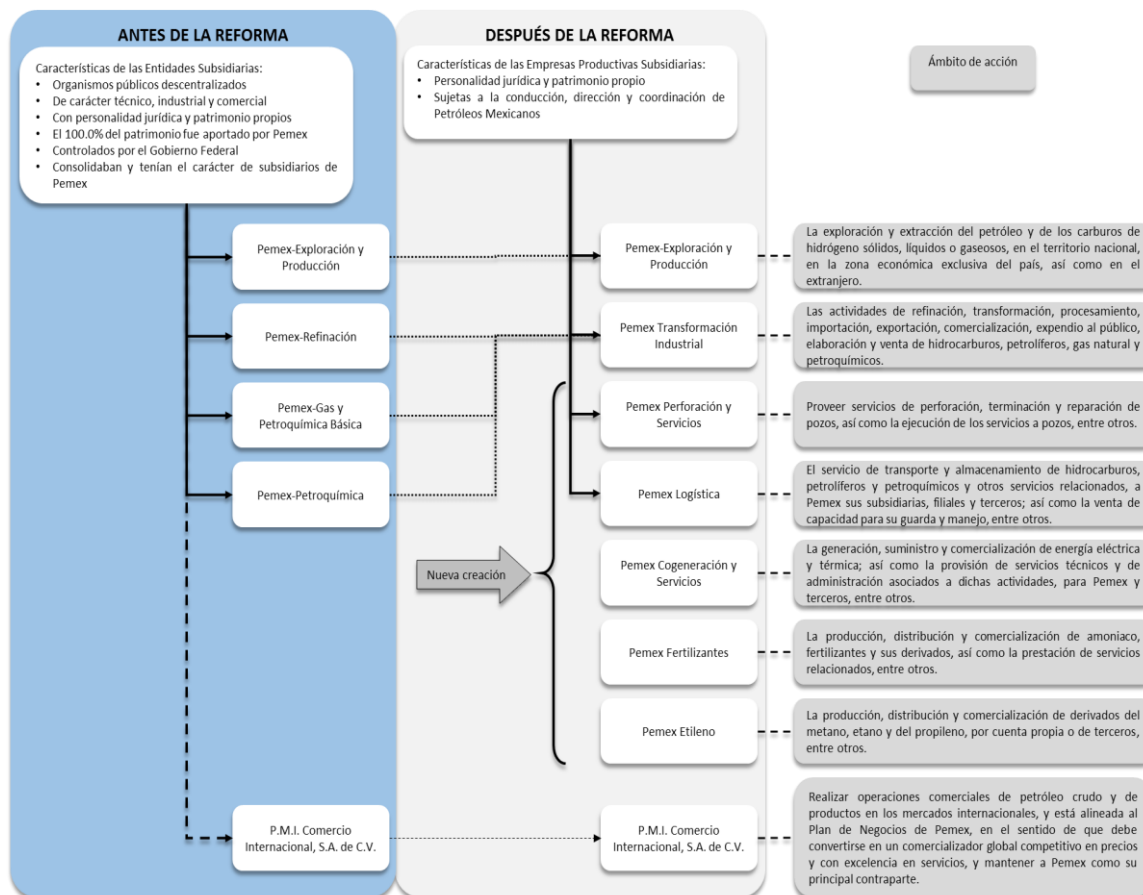 ANTES DE LA REFORMA
Características de las Entidades Subsidiarias:
• Organismos públicos descentralizados
• De carácter técnico, industrial y comercial
• Con personalidad jurídica y patrimonio propios
• El 100.0% del patrimonio fue aportado por Pemex
• Controlados por el Gobierno Federal
• Consolidaban y tenían el carácter de subsidiarios de
Pemex
DESPUÉS DE LA REFORMA
Características de las Empresas Productivas Subsidiarias:
• Personalidad jurídica y patrimonio propio
• Sujetas a la conducción, dirección y coordinación de
Petróleos Mexicanos
Ámbito de acción
Pemex-Exploración y
Producción
Pemex-Exploración y
Producción
La exploración y extracción del petróleo y de los carburos de
hidrógeno sólidos, líquidos o gaseosos, en el territorio nacional,
en la zona económica exclusiva del país, así como en el
extranjero.
Pemex-Refinación
Pemex Transformación
Industrial
Las actividades de refinación, transformación, procesamiento,
importación, exportación, comercialización, expendio al público,
elaboración y venta de hidrocarburos, petrolíferos, gas natural y
petroquímicos.
Pemex-Gas y
Petroquímica Básica
Pemex Perforación y
Servicios
Proveer servicios de perforación, terminación y reparación de
pozos, así como la ejecución de los servicios a pozos, entre otros.
Pemex-Petroquímica
Pemex Logística
El servicio de transporte y almacenamiento de hidrocarburos,
petrolíferos y petroquímicos y otros servicios relacionados, a
Pemex sus subsidiarias, filiales y terceros; así como la venta de
capacidad para su guarda y manejo, entre otros.
Nueva creación
Pemex Cogeneración y
Servicios
La generación, suministro y comercialización de energía eléctrica
y térmica; así como la provisión de servicios técnicos y de
administración asociados a dichas actividades, para Pemex y
terceros, entre otros.
Pemex Fertilizantes
La producción, distribución y comercialización de amoniaco,
fertilizantes y sus derivados, así como la prestación de servicios
relacionados, entre otros.
Pemex Etileno
La producción, distribución y comercialización de derivados del
metano, etano y del propileno, por cuenta propia o de terceros,
entre otros.
P.M.I. Comercio
Internacional, S.A. de C.V.
P.M.I. Comercio
Internacional, S.A. de C.V.
Realizar operaciones comerciales de petróleo crudo y de
productos en los mercados internacionales, y está alineada al
Plan de Negocios de Pemex, en el sentido de que debe
convertirse en un comercializador global competitivo en precios
y con excelencia en servicios, y mantener a Pemex como su
principal contraparte.